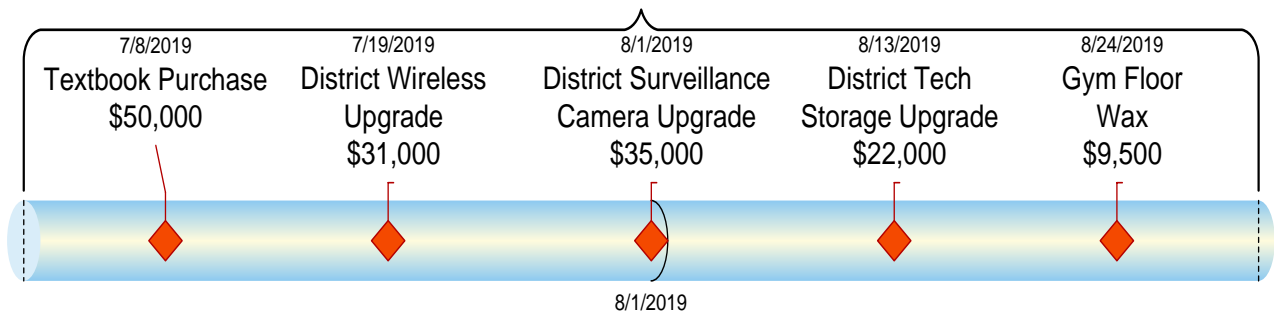 7/8/2019
Textbook Purchase
$50,000
7/19/2019
District Wireless
Upgrade
$31,000
8/1/2019
District Surveillance
Camera Upgrade
$35,000
8/13/2019
District Tech
Storage Upgrade
$22,000
8/24/2019
Gym Floor
Wax
$9,500
8/1/2019